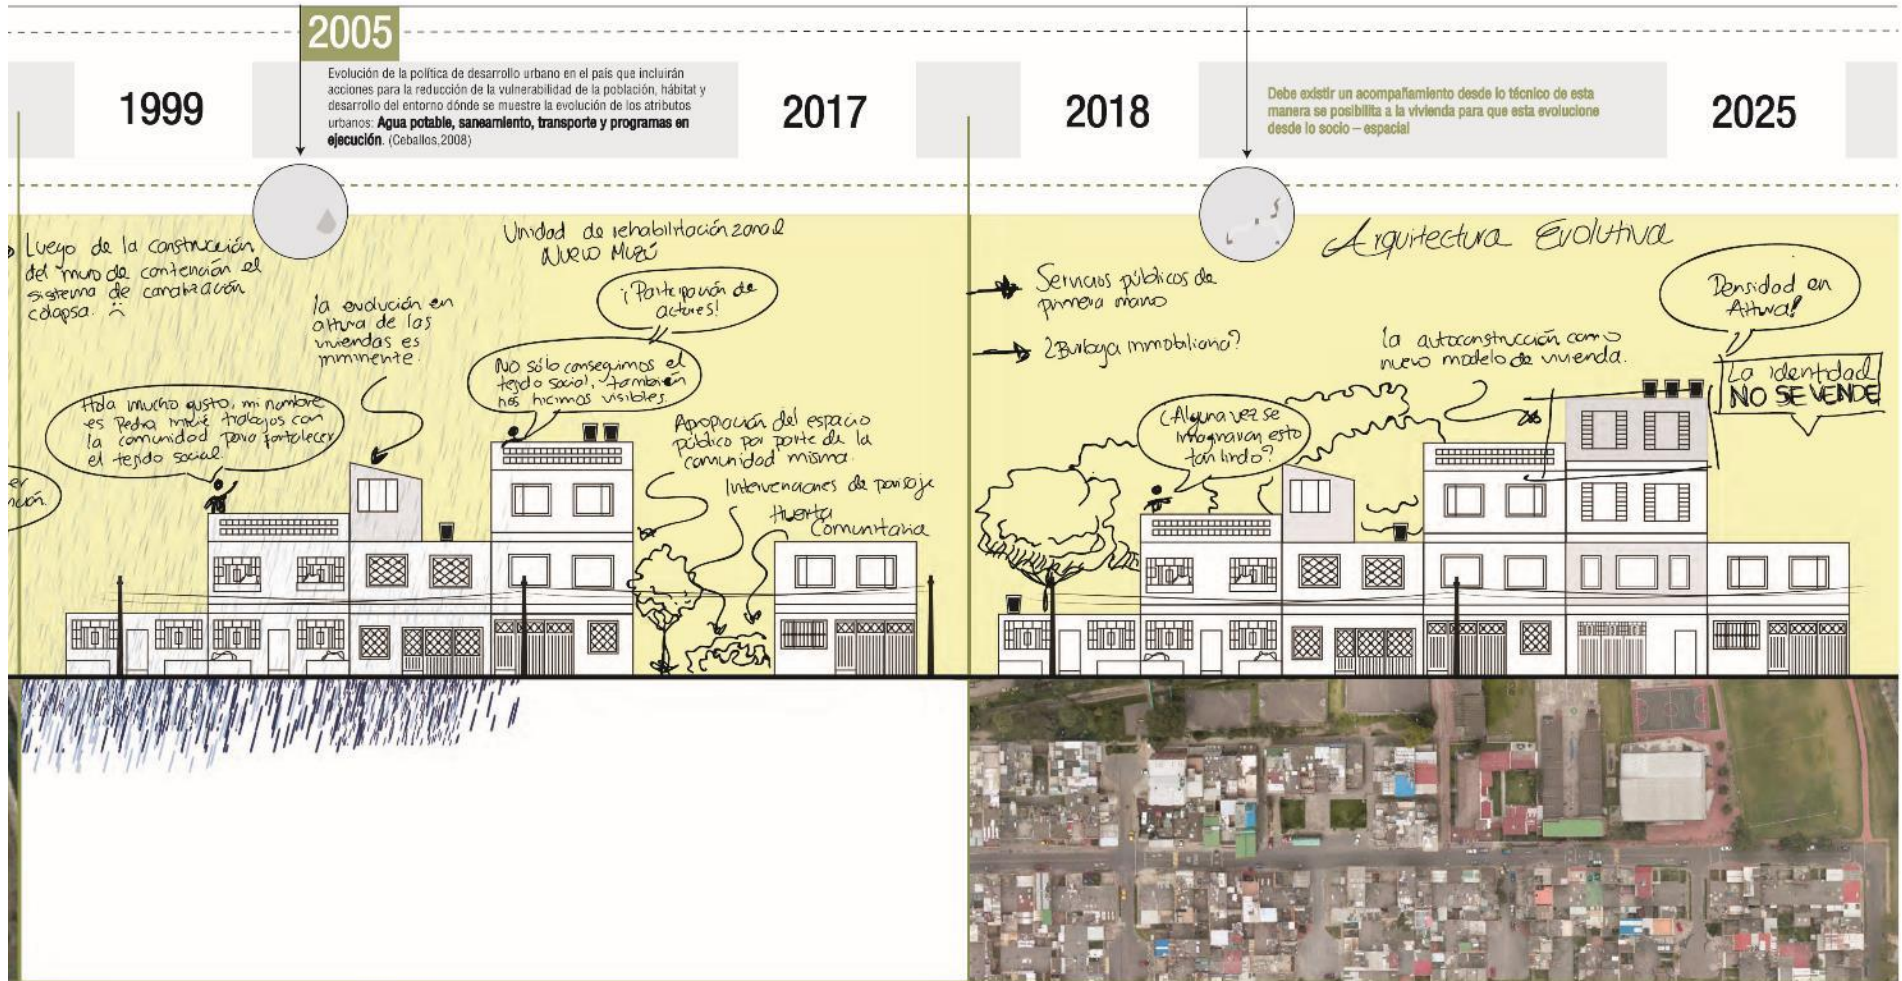 2005
Evolución de la política de desarrollo urbano en el país que incluirán
acciones para la reducción de la vulnerabilidad de la población, hábitat y
desarrollo del entorno dónde se muestre la evolución de los atributos
urbanos: Agua potable, saneamiento, transporte y programas en
ejecución. (Ceballos,2008)
1999
2017
2018
Debe existir un acompañamiento desde lo técnico de esta
manera se posibilita a la vivienda para que esta evolucione
desde lo socio – espacial
2025
Luego de la construcción
del muro de contención el
sistema de canalización
colapsa.
la evolución en
altura de las
viviendas es
imminente.
Unidad de rehabilitación zonal
Nuevo Muzú
¡Participación de
actores!
No sólo conseguimos el
tejido social, también
nos hicimos visibles
Hola mucho gusto, mi nombre
es Pedro inicié trabajos con
la comunidad para fortalecer
el tejido social.
Apropiación del espacio
público por parte de la
comunidad misma.
Intervenciones de paisaje
Huerta
Comunitaria
Servicios públicos de
primera mano
¿Burbuja inmobiliaria?
Arquitectura Evolutiva
¿Alguna vez se
imaginaron esto
tan lindo?
la autoconstrucción como
nuevo modelo de vivienda.
Densidad en
Altura!
La identidad
NO SE VENDE